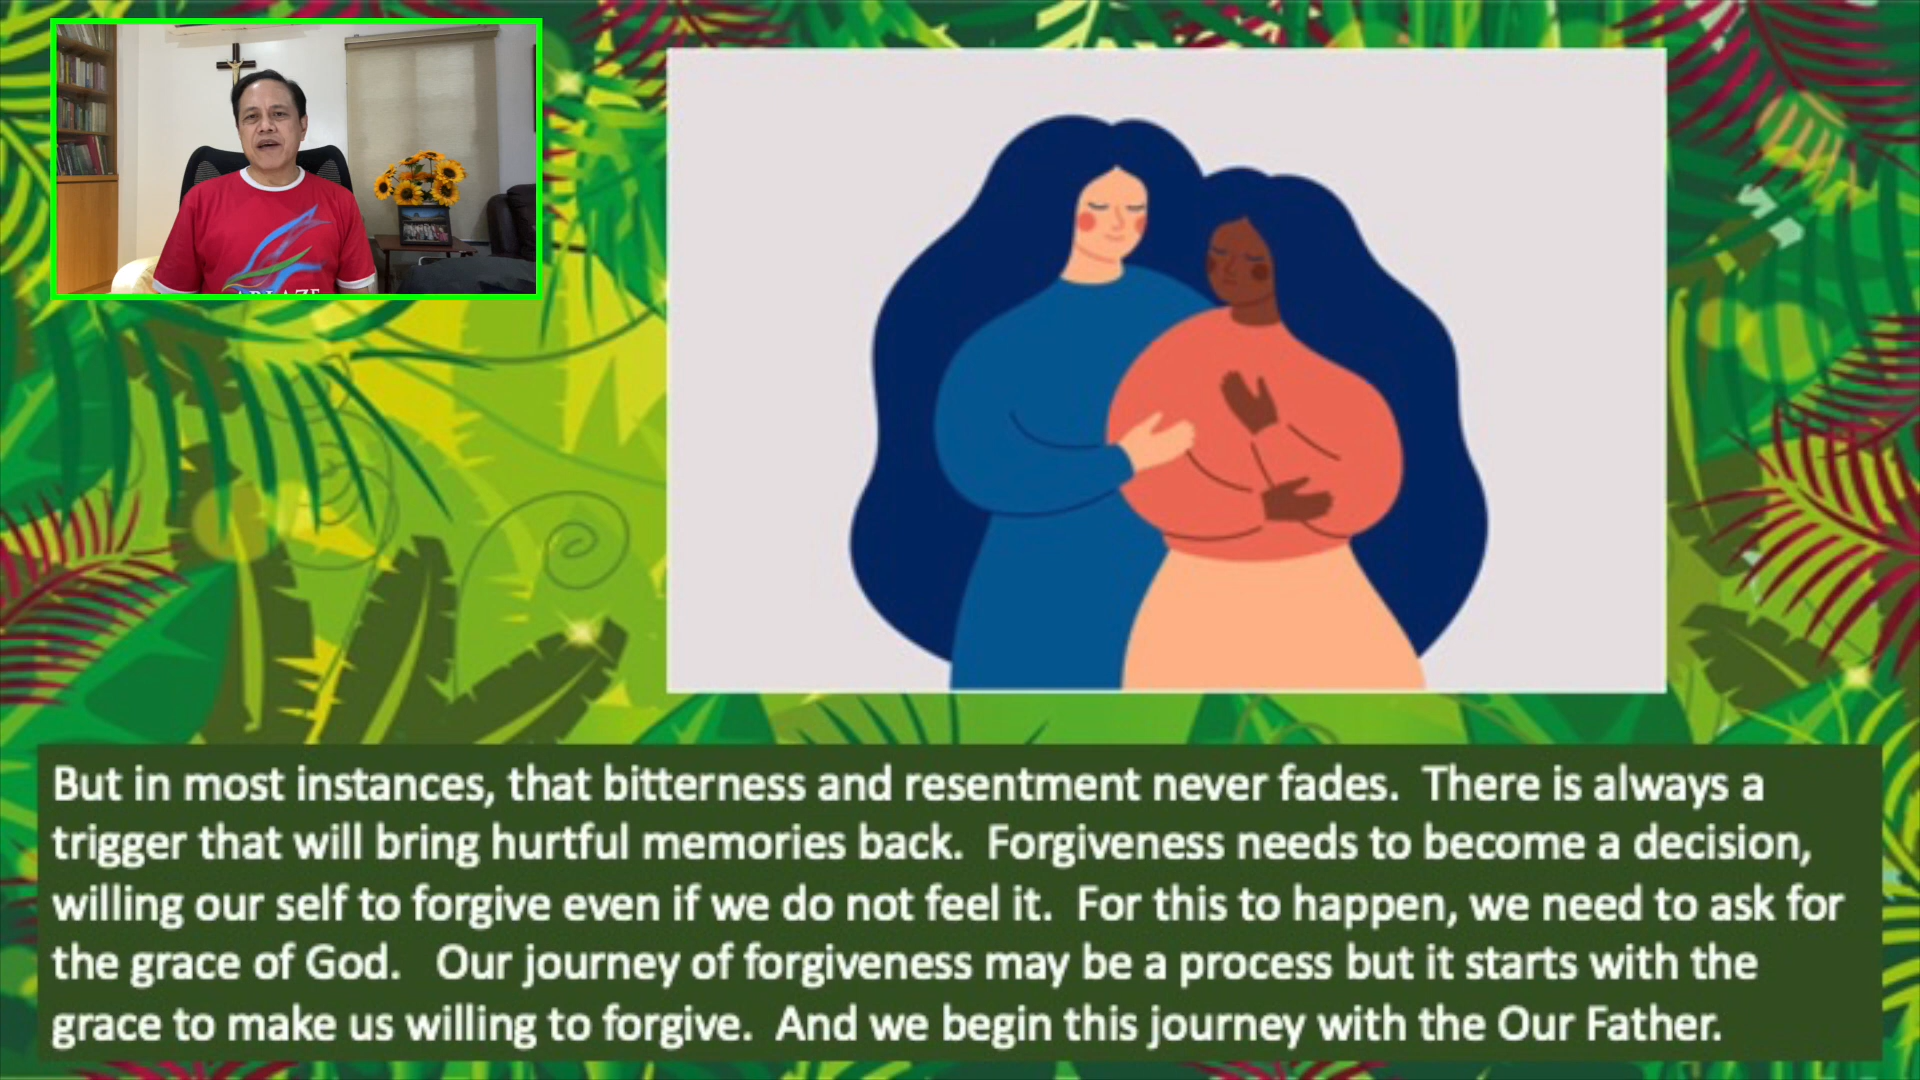 ABLAZE
But in most instances, that bitterness and resentment never fades. There is always a
trigger that will bring hurtful memories back. Forgiveness needs to become a decision,
willing our self to forgive even if we do not feel it. For this to happen, we need to ask for
the grace of God. Our journey of forgiveness may be a process but it starts with the
grace to make us willing to forgive. And we begin this journey with the Our Father.